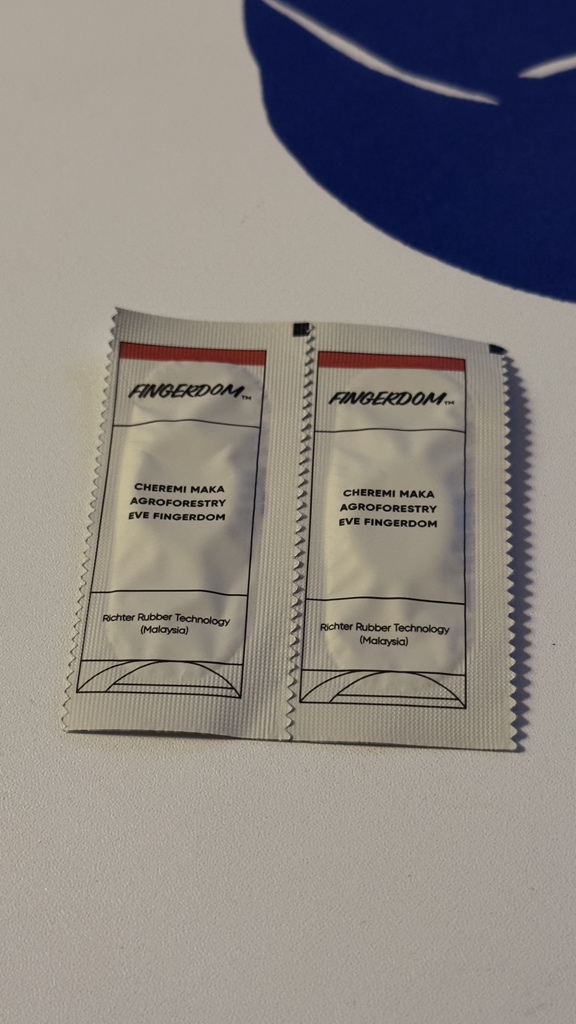 FINGERDOM™
CHEREMI MAKA
AGROFORESTRY
EVE FINGERDOM
Richter Rubber Technology
(Malaysia)
FINGERDOM™
CHEREMI MAKA
AGROFORESTRY
EVE FINGERDOM
Richter Rubber Technology
(Malaysia)